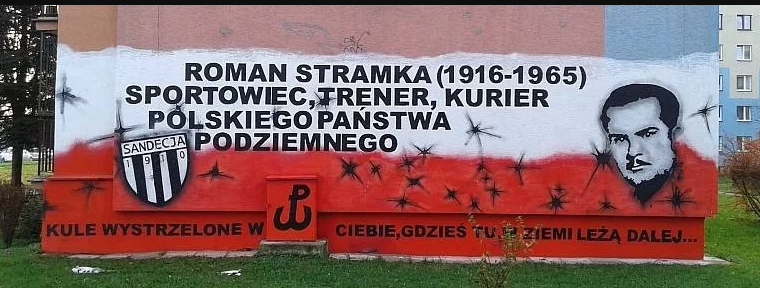 ROMAN STRAMKA (1916-1965)
SPORTOWIEC, TRENER, KURIER
POLSKIEGO PAŃSTWA
PODZIEMNEGO
SANDECJA
1910
KULE WYSTRZELONE W CIEBIE, GDZIEŚ TU W ZIEMI LEŻĄ DALEJ...